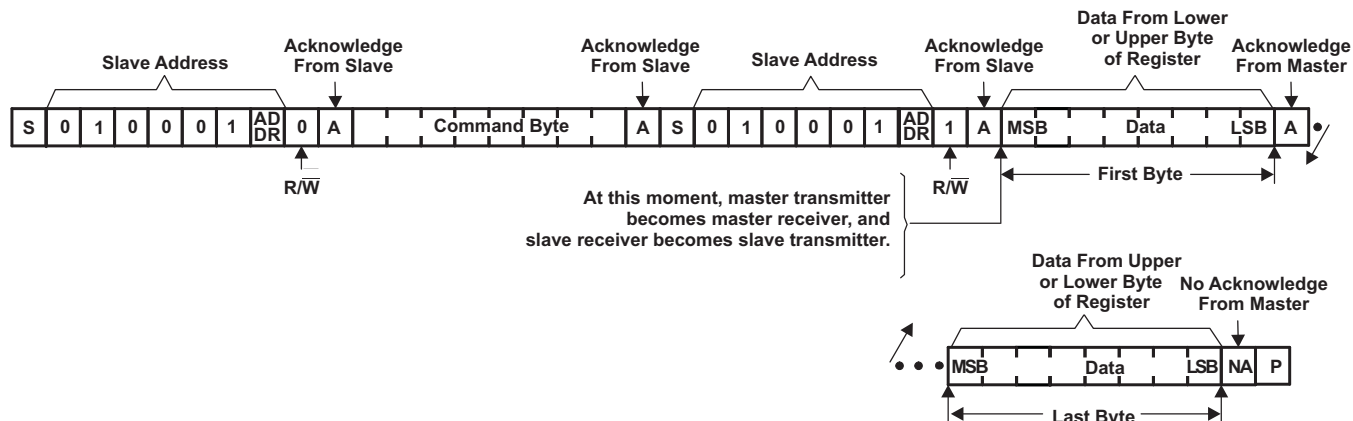 Slave Address
Acknowledge
From Slave
Acknowledge
From Slave
Slave Address
Acknowledge
From Slave
Data From Lower
or Upper Byte
of Register
Acknowledge
From Master
S 0 1 0 0 0 1 AD DR 0 A Command Byte A S 0 1 0 0 0 1 AD DR 1 A MSB Data LSB A
R/W̅
R/W̅
First Byte
At this moment, master transmitter
becomes master receiver, and
slave receiver becomes slave transmitter.
Data From Upper
or Lower Byte
of Register
No Acknowledge
From Master
MSB Data LSB NA P
Last Byte